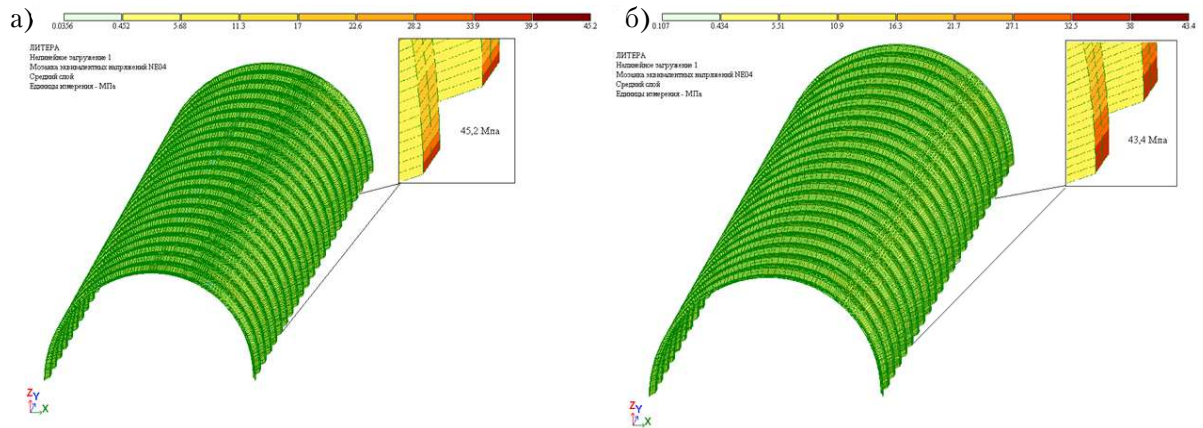 а)
0.0356 0.452 5.68 11.3 17 22.6 28.2 33.9 39.5 45.2
ЛИТЕРА
Нелинейное загружение 1
Мозаика эквивалентных напряжений NE04
Средний слой
Единицы измерения - МПа
45,2 Мпа
Z Y X
б)
0.107 0.434 5.51 10.9 16.3 21.7 27.1 32.5 38 43.4
ЛИТЕРА
Нелинейное загружение 1
Мозаика эквивалентных напряжений NE04
Средний слой
Единицы измерения - МПа
43,4 Мпа
Z Y X